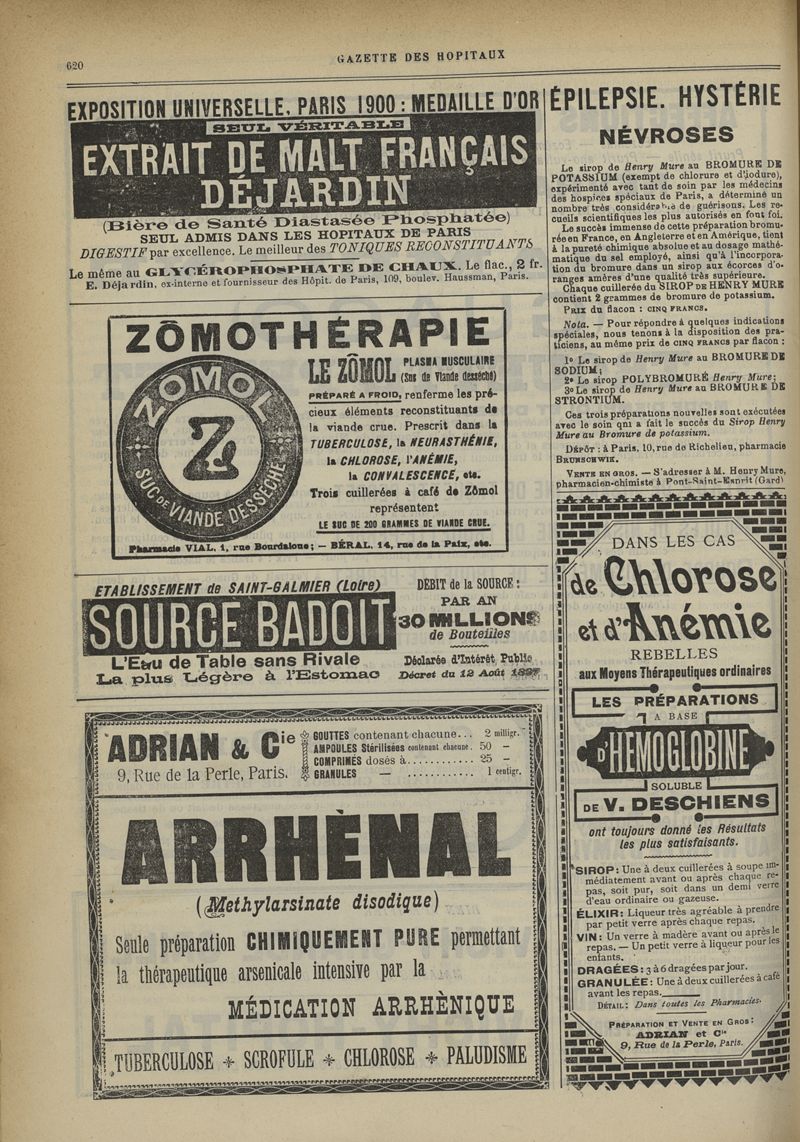 620
GAZETTE DES HOPITAUX
EXPOSITION UNIVERSELLE, PARIS 1900 : MEDAILLE D'OR
SEUL VÉRITABLE
EXTRAIT DE MALT FRANÇAIS
DÉJARDIN
(Bière de Santé Diastasée Phosphatée)
SEUL ADMIS DANS LES HOPITAUX DE PARIS
DIGESTIF par excellence. Le meilleur des TONIQUES RECONSTITUANTS
Le même au GLYCÉROPHOSPHATE DE CHAUX. Le flac., 2 fr.
E. Déjardin, ex-interne et fournisseur des Hôpit. de Paris, 109, boulev. Haussman, Paris.
ZÔMOTHÉRAPIE
ZÔMOL
Z
SUC DE VIANDE DESSÉCHÉ
LE ZÔMOL PLASMA MUSCULAIRE
(Suc de Viande desséché)
PRÉPARÉ A FROID, renferme les pré-
cieux éléments reconstituants de
la viande crue. Prescrit dans la
TUBERCULOSE, la NEURASTHÉNIE,
la CHLOROSE, l'ANÉMIE,
la CONVALESCENCE, etc.
Trois cuillerées à café de Zômol
représentent
LE SUC DE 200 GRAMMES DE VIANDE CRUE.
Pharmacie VIAL, 1, rue Bourdaloue; — BÉRAL, 14, rue de la Paix, etc.
ETABLISSEMENT de SAINT-GALMIER (Loire)
SOURCE BADOIT
L'Eau de Table sans Rivale
La plus Légère à l'Estomac
DEBIT de la SOURCE :
PAR AN
30 MILLIONS
de Bouteilles
Déclarée d'Intérêt Public
Décret du 12 Août 1897
ADRIAN & Cie
9, Rue de la Perle, Paris.
GOUTTES contenant chacune... 2 milligr.
AMPOULES Stérilisées contenant chacune. 50 —
COMPRIMÉS dosés à............ 25 —
GRANULES — ............ 1 centigr.
ARRHÉNAL
(Methylarsinate disodique)
Seule préparation CHIMIQUEMENT PURE permettant
la thérapeutique arsenicale intensive par la
MÉDICATION ARRHÈNIQUE
TUBERCULOSE + SCROFULE + CHLOROSE + PALUDISME
ÉPILEPSIE. HYSTÉRIE
NÉVROSES
Le sirop de Henry Mure au BROMURE DE
POTASSIUM (exempt de chlorure et d'iodure),
expérimenté avec tant de soin par les médecins
des hospices spéciaux de Paris, a déterminé un
nombre très considérable de guérisons. Les re-
cueils scientifiques les plus autorisés en font foi.
Le succès immense de cette préparation bromu-
rée en France, en Angleterre et en Amérique, tient
à la pureté chimique absolue et au dosage mathé-
matique du sel employé, ainsi qu'à l'incorpora-
tion du bromure dans un sirop aux écorces d'o-
ranges amères d'une qualité très supérieure.
Chaque cuillerée du SIROP DE HENRY MURE
contient 2 grammes de bromure de potassium.
PRIX du flacon : CINQ FRANCS.
Nota. — Pour répondre à quelques indications
spéciales, nous tenons à la disposition des pra-
ticiens, au même prix de CINQ FRANCS par flacon :
1º Le sirop de Henry Mure au BROMURE DE
SODIUM;
2º Le sirop POLYBROMURÉ Henry Mure;
3º Le sirop de Henry Mure au BROMURE DE
STRONTIUM.
Ces trois préparations nouvelles sont exécutées
avec le soin qui a fait le succès du Sirop Henry
Mure au Bromure de potassium.
DÉPÔT : à Paris, 10, rue de Richelieu, pharmacie
BRUNSCHWIK.
VENTE EN GROS. — S'adresser à M. Henry Mure,
pharmacien-chimiste à Pont-Saint-Esprit (Gard)
DANS LES CAS
de Chlorose
et d'Anémie
REBELLES
aux Moyens Thérapeutiques ordinaires
LES PRÉPARATIONS
A BASE
D'HÉMOGLOBINE
SOLUBLE
DE V. DESCHIENS
ont toujours donné les Résultats
les plus satisfaisants.
SIROP: Une à deux cuillerées à soupe im-
médiatement avant ou après chaque re-
pas, soit pur, soit dans un demi verre
d'eau ordinaire ou gazeuse.
ÉLIXIR: Liqueur très agréable à prendre
par petit verre après chaque repas.
VIN: Un verre à madère avant ou après le
repas. — Un petit verre à liqueur pour les
enfants.
DRAGÉES: 3 à 6 dragées par jour.
GRANULÉE: Une à deux cuillerées à café
avant les repas.
DÉTAIL: Dans toutes les Pharmacies.
PRÉPARATION ET VENTE EN GROS:
ADRIAN et Cie
9, Rue de la Perle, Paris.